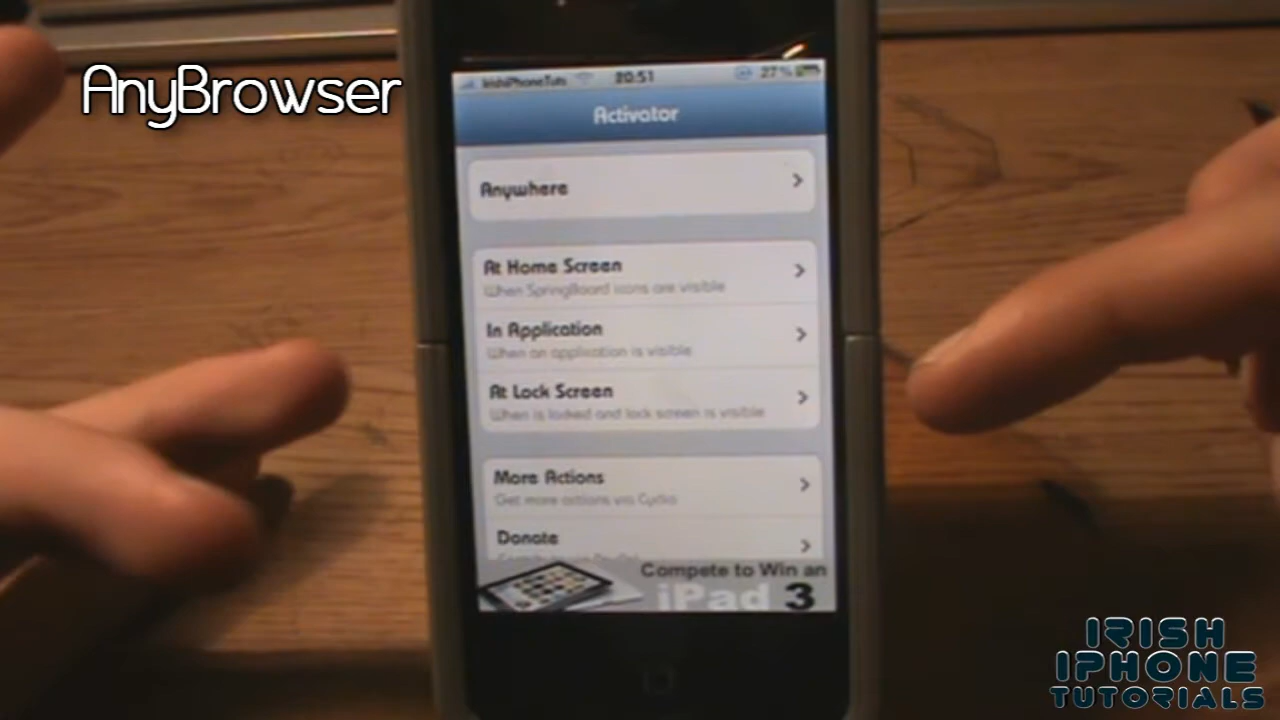 AnyBrowser
IrishiPhoneTuts 20:51 27%
Activator
Anywhere
At Home Screen
When SpringBoard icons are visible
In Application
When an application is visible
At Lock Screen
When is locked and lock screen is visible
More Actions
Get more actions via Cydia
Donate
Compete to Win an
iPad 3
IRISH
IPHONE
TUTORIALS